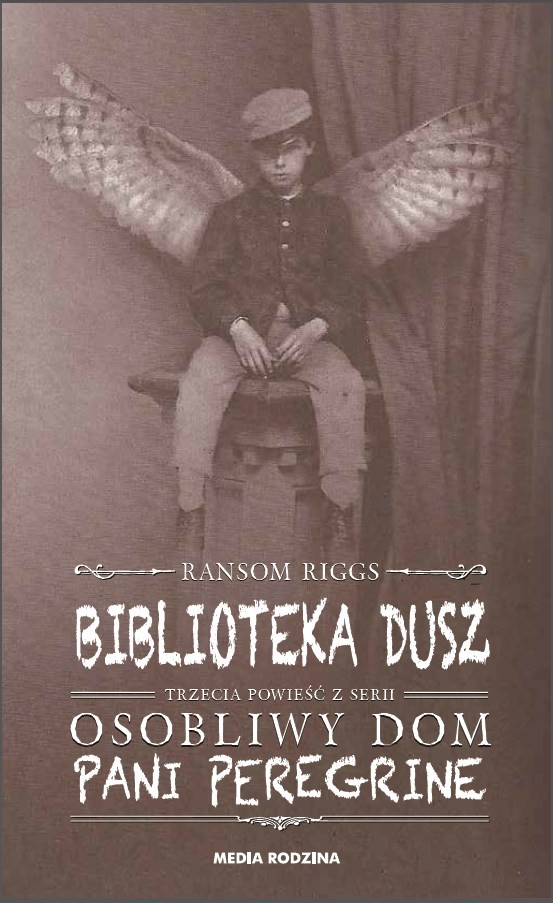 RANSOM RIGGS
BIBLIOTEKA DUSZ
TRZECIA POWIEŚĆ Z SERII
OSOBLIWY DOM
PANI PEREGRINE
MEDIA RODZINA